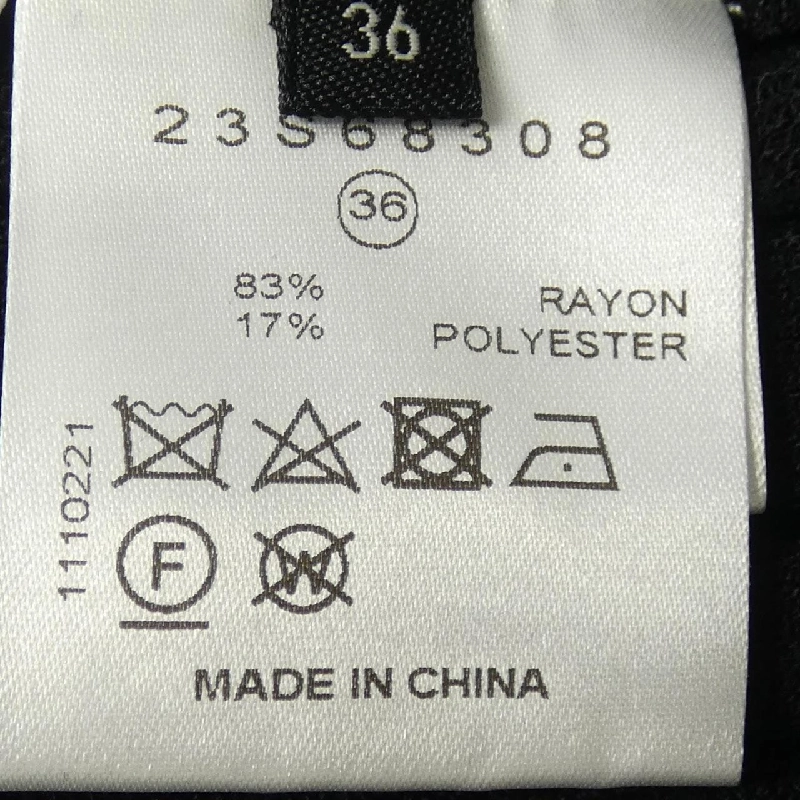 36
23S68308
36
83% RAYON
17% POLYESTER
1110221
F W
MADE IN CHINA